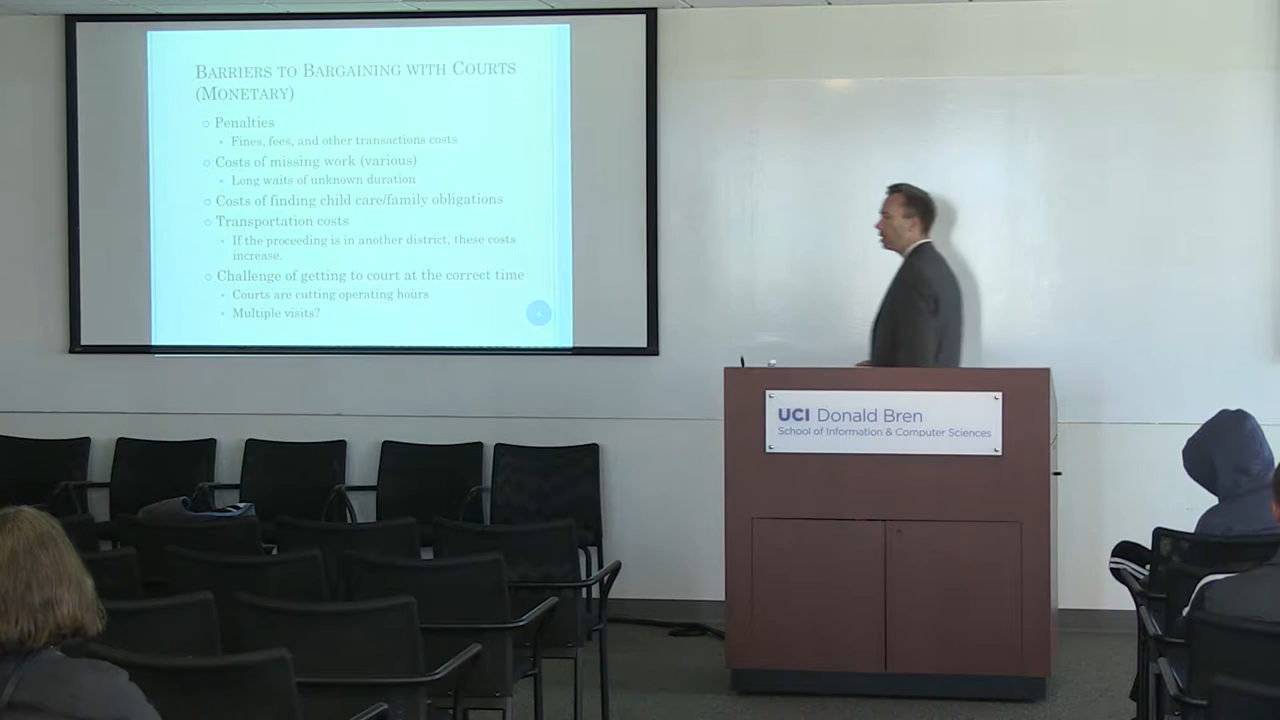 BARRIERS TO BARGAINING WITH COURTS
(MONETARY)
Penalties
Fines, fees, and other transactions costs
Costs of missing work (various)
Long waits of unknown duration
Costs of finding child care/family obligations
Transportation costs
If the proceeding is in another district, these costs
increase.
Challenge of getting to court at the correct time
Courts are cutting operating hours
Multiple visits?
UCI Donald Bren
School of Information & Computer Sciences